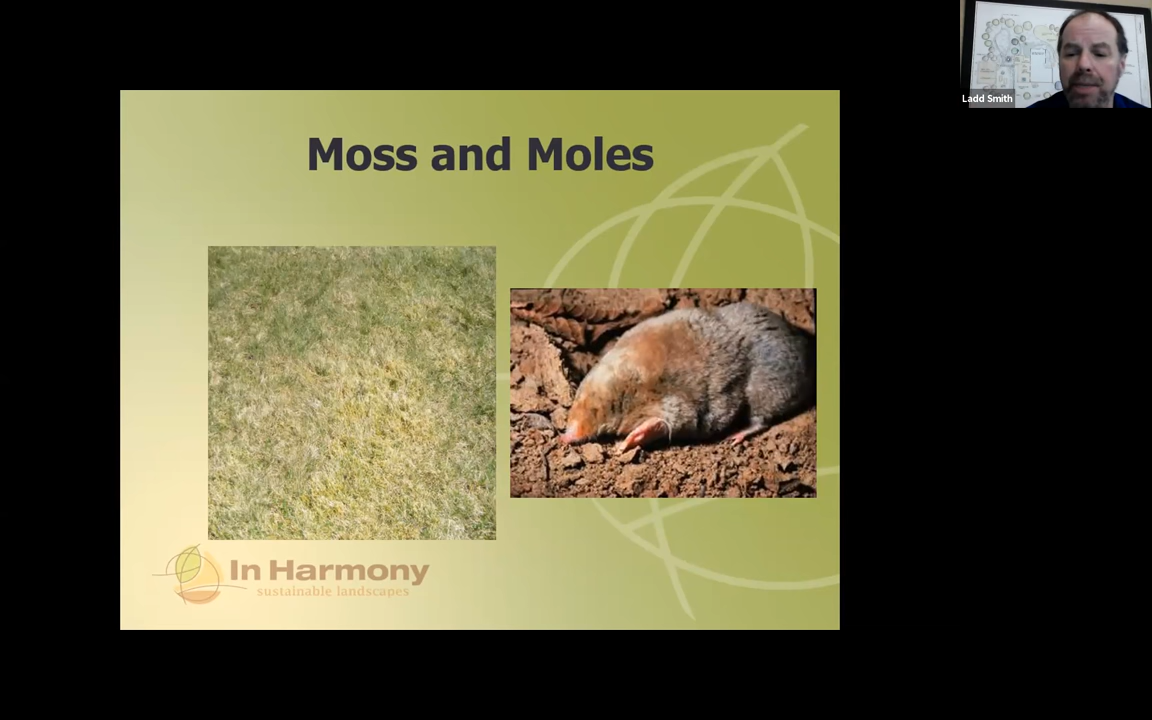 Ladd Smith
Moss and Moles
In Harmony
sustainable landscapes